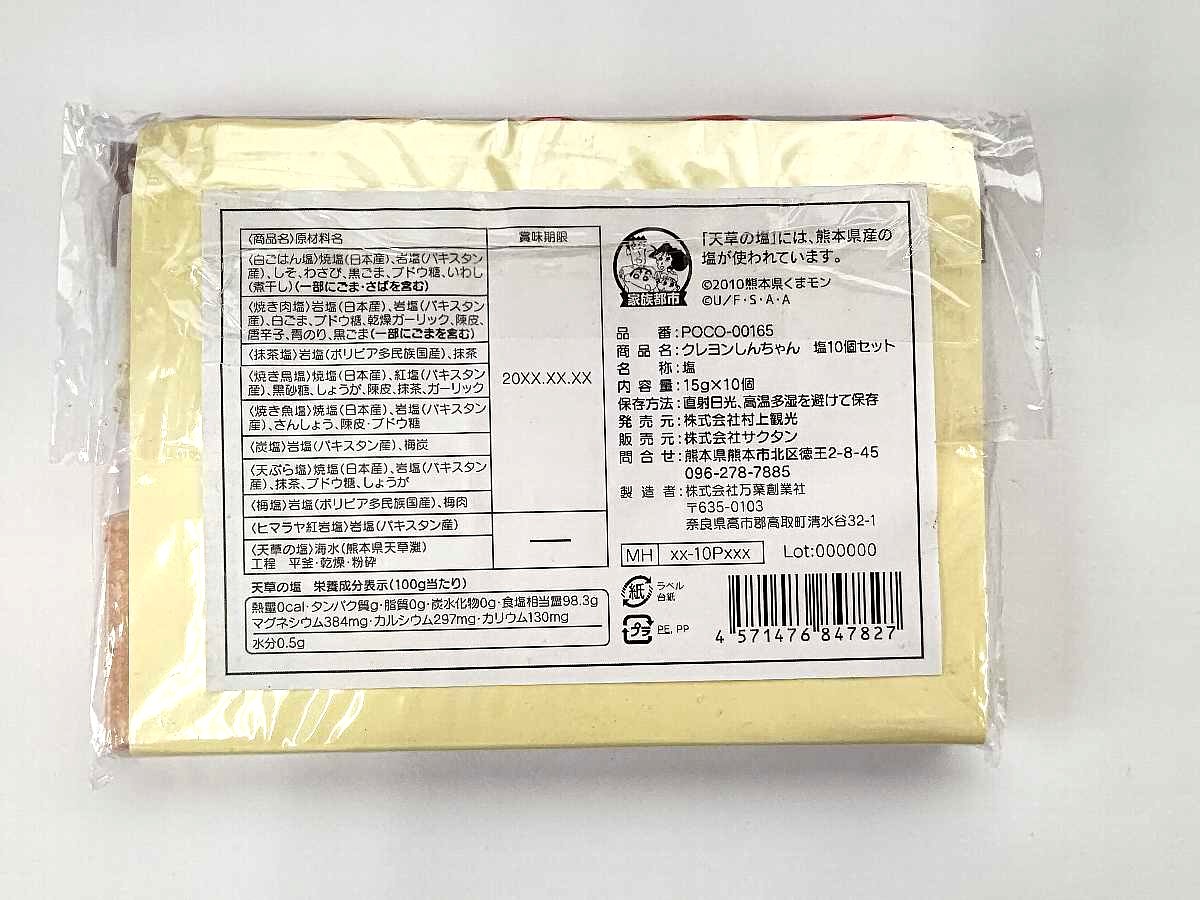 〈商品名〉原材料名
賞味期限
〈白ごはん塩〉焼塩(日本産)、岩塩(パキスタン
産)、しそ、わさび、黒ごま、ブドウ糖、いわし
(煮干し)(一部にごま・さばを含む)
〈焼き肉塩〉岩塩(日本産)、岩塩(パキスタン
産)、白ごま、ブドウ糖、乾燥ガーリック、陳皮、
唐辛子、青のり、黒ごま(一部にごまを含む)
〈抹茶塩〉岩塩(ボリビア多民族国産)、抹茶
〈焼き鳥塩〉焼塩(日本産)、紅塩(パキスタン
産)、黒砂糖、しょうが、陳皮、抹茶、ガーリック
〈焼き魚塩〉焼塩(日本産)、岩塩(パキスタン
産)、さんしょう、陳皮・ブドウ糖
〈炭塩〉岩塩(パキスタン産)、梅炭
〈天ぷら塩〉焼塩(日本産)、岩塩(パキスタン
産)、抹茶、ブドウ糖、しょうが
〈梅塩〉岩塩(ボリビア多民族国産)、梅肉
20XX.XX.XX
〈ヒマラヤ紅岩塩〉岩塩(パキスタン産)
〈天草の塩〉海水(熊本県天草灘)
工程 平釜・乾燥・粉砕
―
天草の塩 栄養成分表示(100g当たり)
熱量0cal・タンパク質g・脂質0g・炭水化物0g・食塩相当量98.3g
マグネシウム384mg・カルシウム297mg・カリウム130mg
水分0.5g
家族都市
「天草の塩」には、熊本県産の
塩が使われています。
©2010熊本県くまモン
©U/F・S・A・A
品番:POCO-00165
商品名:クレヨンしんちゃん 塩10個セット
名称:塩
内容量:15g×10個
保存方法:直射日光、高温多湿を避けて保存
発売元:株式会社村上観光
販売元:株式会社サクタン
問合せ:熊本県熊本市北区徳王2-8-45
096-278-7885
製造者:株式会社万葉創業社
〒635-0103
奈良県高市郡高取町清水谷32-1
MH xx-10Pxxx Lot:000000
紙 ラベル
台紙
プラ PE, PP
4 571476 847827